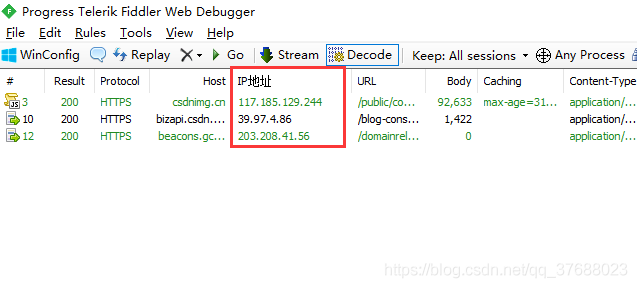 Progress Telerik Fiddler Web Debugger
File Edit Rules Tools View Help
WinConfig Replay Go Stream Decode Keep: All sessions Any Process
# Result Protocol Host IP地址 URL Body Caching Content-Type
3 200 HTTPS csdnimg.cn 117.185.129.244 /public/co... 92,633 max-age=31... application/...
10 200 HTTPS bizapi.csdn.... 39.97.4.86 /blog-cons... 1,422 application/...
12 200 HTTPS beacons.gc... 203.208.41.56 /domainrel... 0 application/...
https://blog.csdn.net/qq_37688023